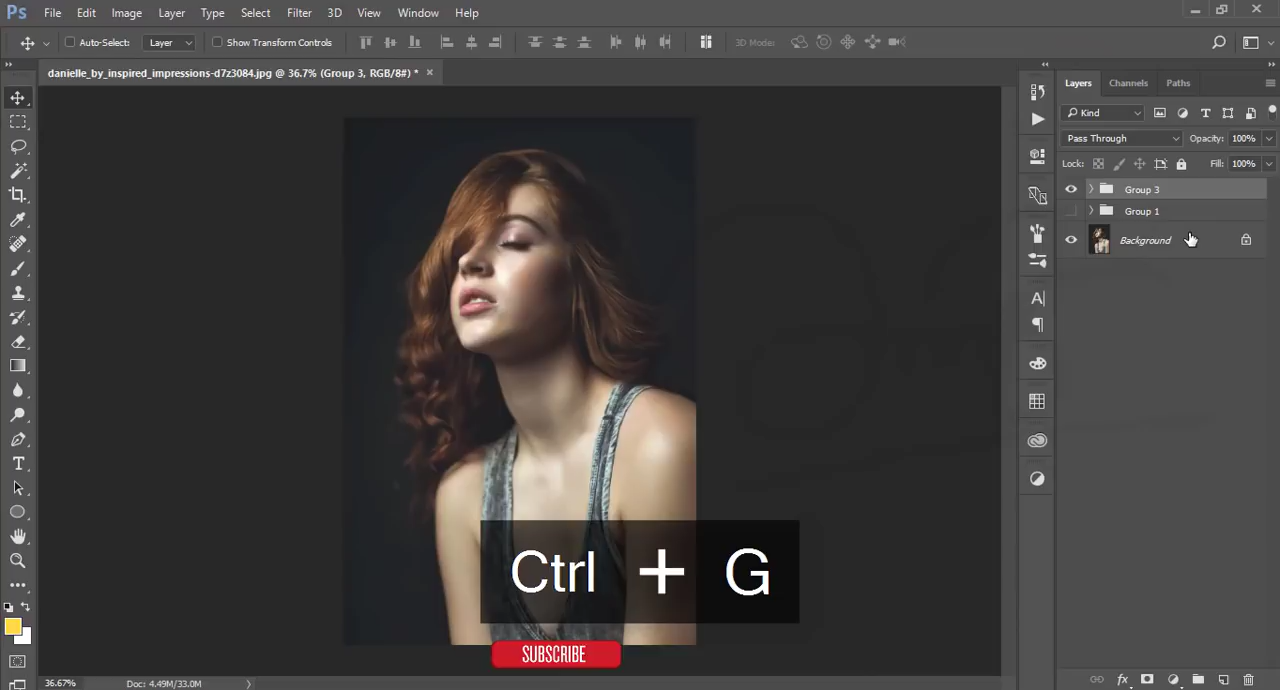 Ps File Edit Image Layer Type Select Filter 3D View Window Help
Auto-Select: Layer Show Transform Controls 3D Mode:
danielle_by_inspired_impressions-d7z3084.jpg @ 36.7% (Group 3, RGB/8#) * ×
Layers Channels Paths
Kind
Pass Through Opacity: 100%
Lock: Fill: 100%
Group 3
Group 1
Background
Ctrl + G
SUBSCRIBE
36.67% Doc: 4.49M/33.0M